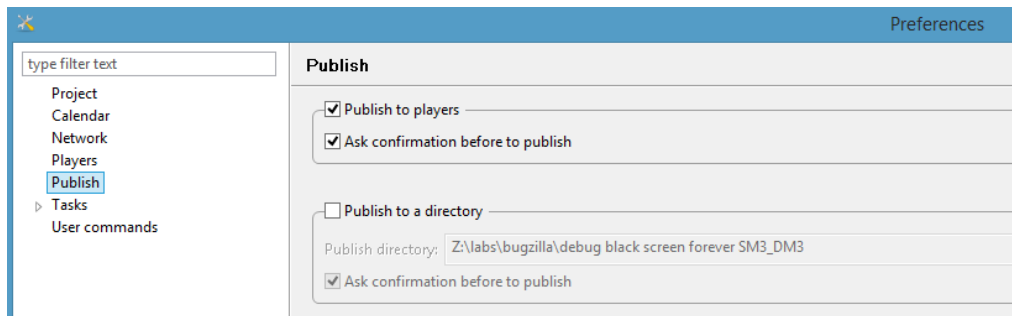 Preferences
type filter text
Project
Calendar
Network
Players
Publish
Tasks
User commands
Publish
Publish to players
Ask confirmation before to publish
Publish to a directory
Publish directory: Z:\labs\bugzilla\debug black screen forever SM3_DM3
Ask confirmation before to publish